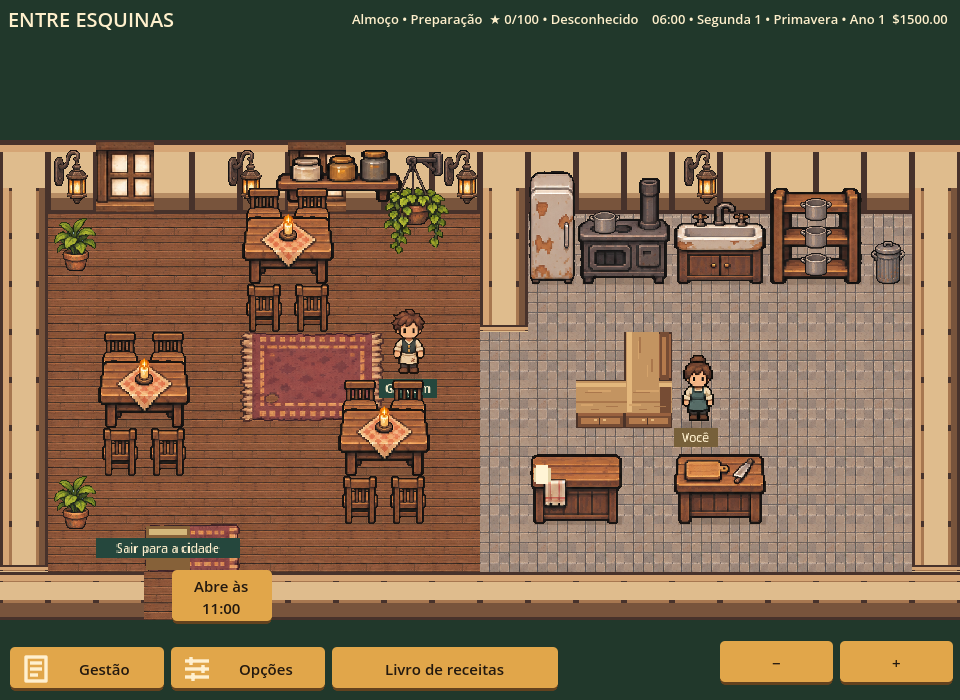 ENTRE ESQUINAS
Almoço • Preparação ★ 0/100 • Desconhecido 06:00 • Segunda 1 • Primavera • Ano 1 $1500.00
Você
Sair para a cidade
Abre às
11:00
Gestão
Opções
Livro de receitas
−
+